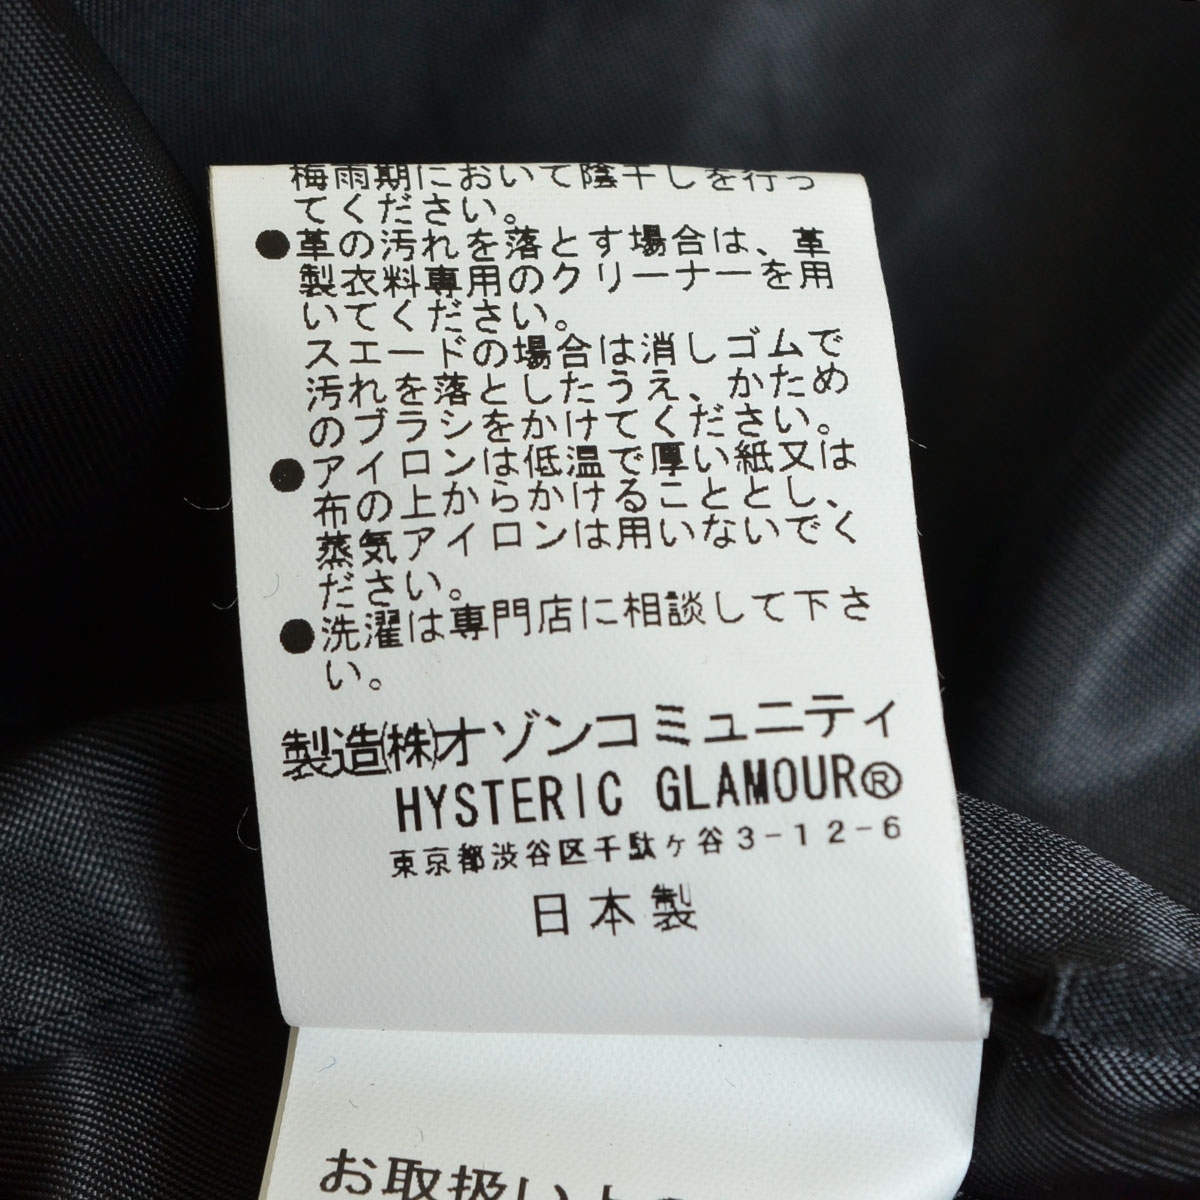 梅雨期において陰干しを行っ
てください。
●革の汚れを落とす場合は、革
製衣料専用のクリーナーを用
いてください。
スエードの場合は消しゴムで
汚れを落としたうえ、かため
のブラシをかけてください。
●アイロンは低温で厚い紙又は
布の上からかけることとし、
蒸気アイロンは用いないでく
ださい。
●洗濯は専門店に相談して下さ
い。
製造㈱オゾンコミュニティ
HYSTERIC GLAMOUR®
東京都渋谷区千駄ヶ谷3-12-6
日本製
お取扱い上の